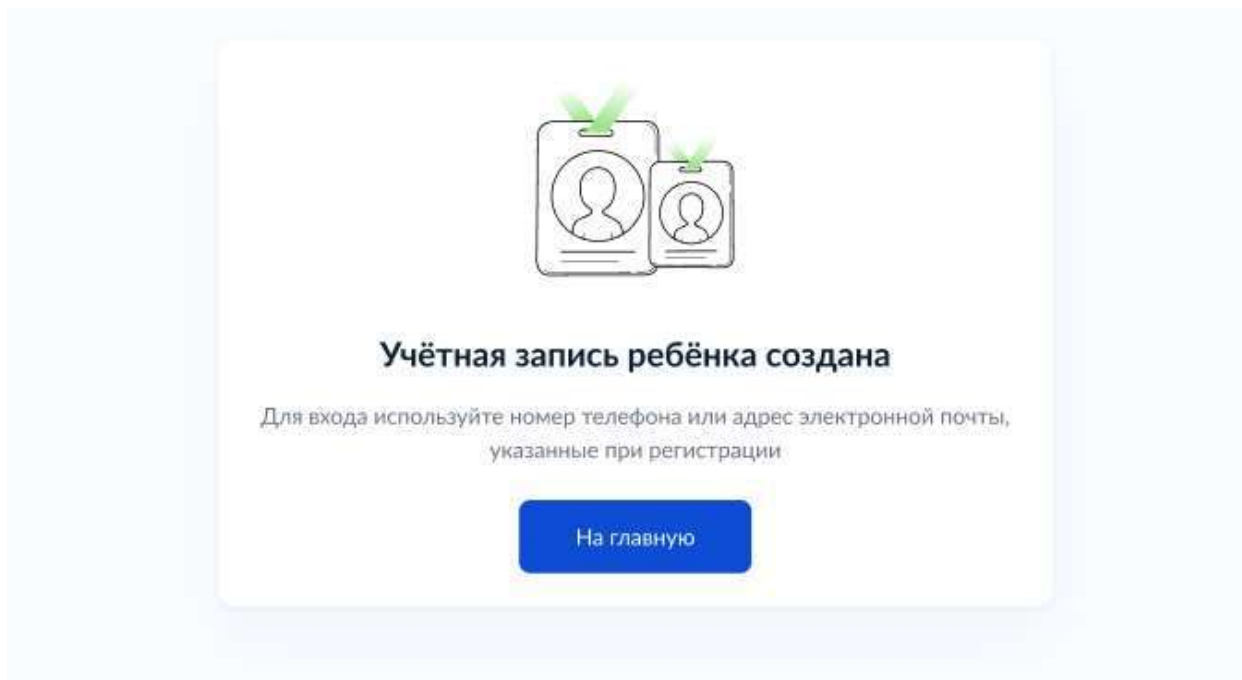 Учётная запись ребёнка создана
Для входа используйте номер телефона или адрес электронной почты,
указанные при регистрации
На главную